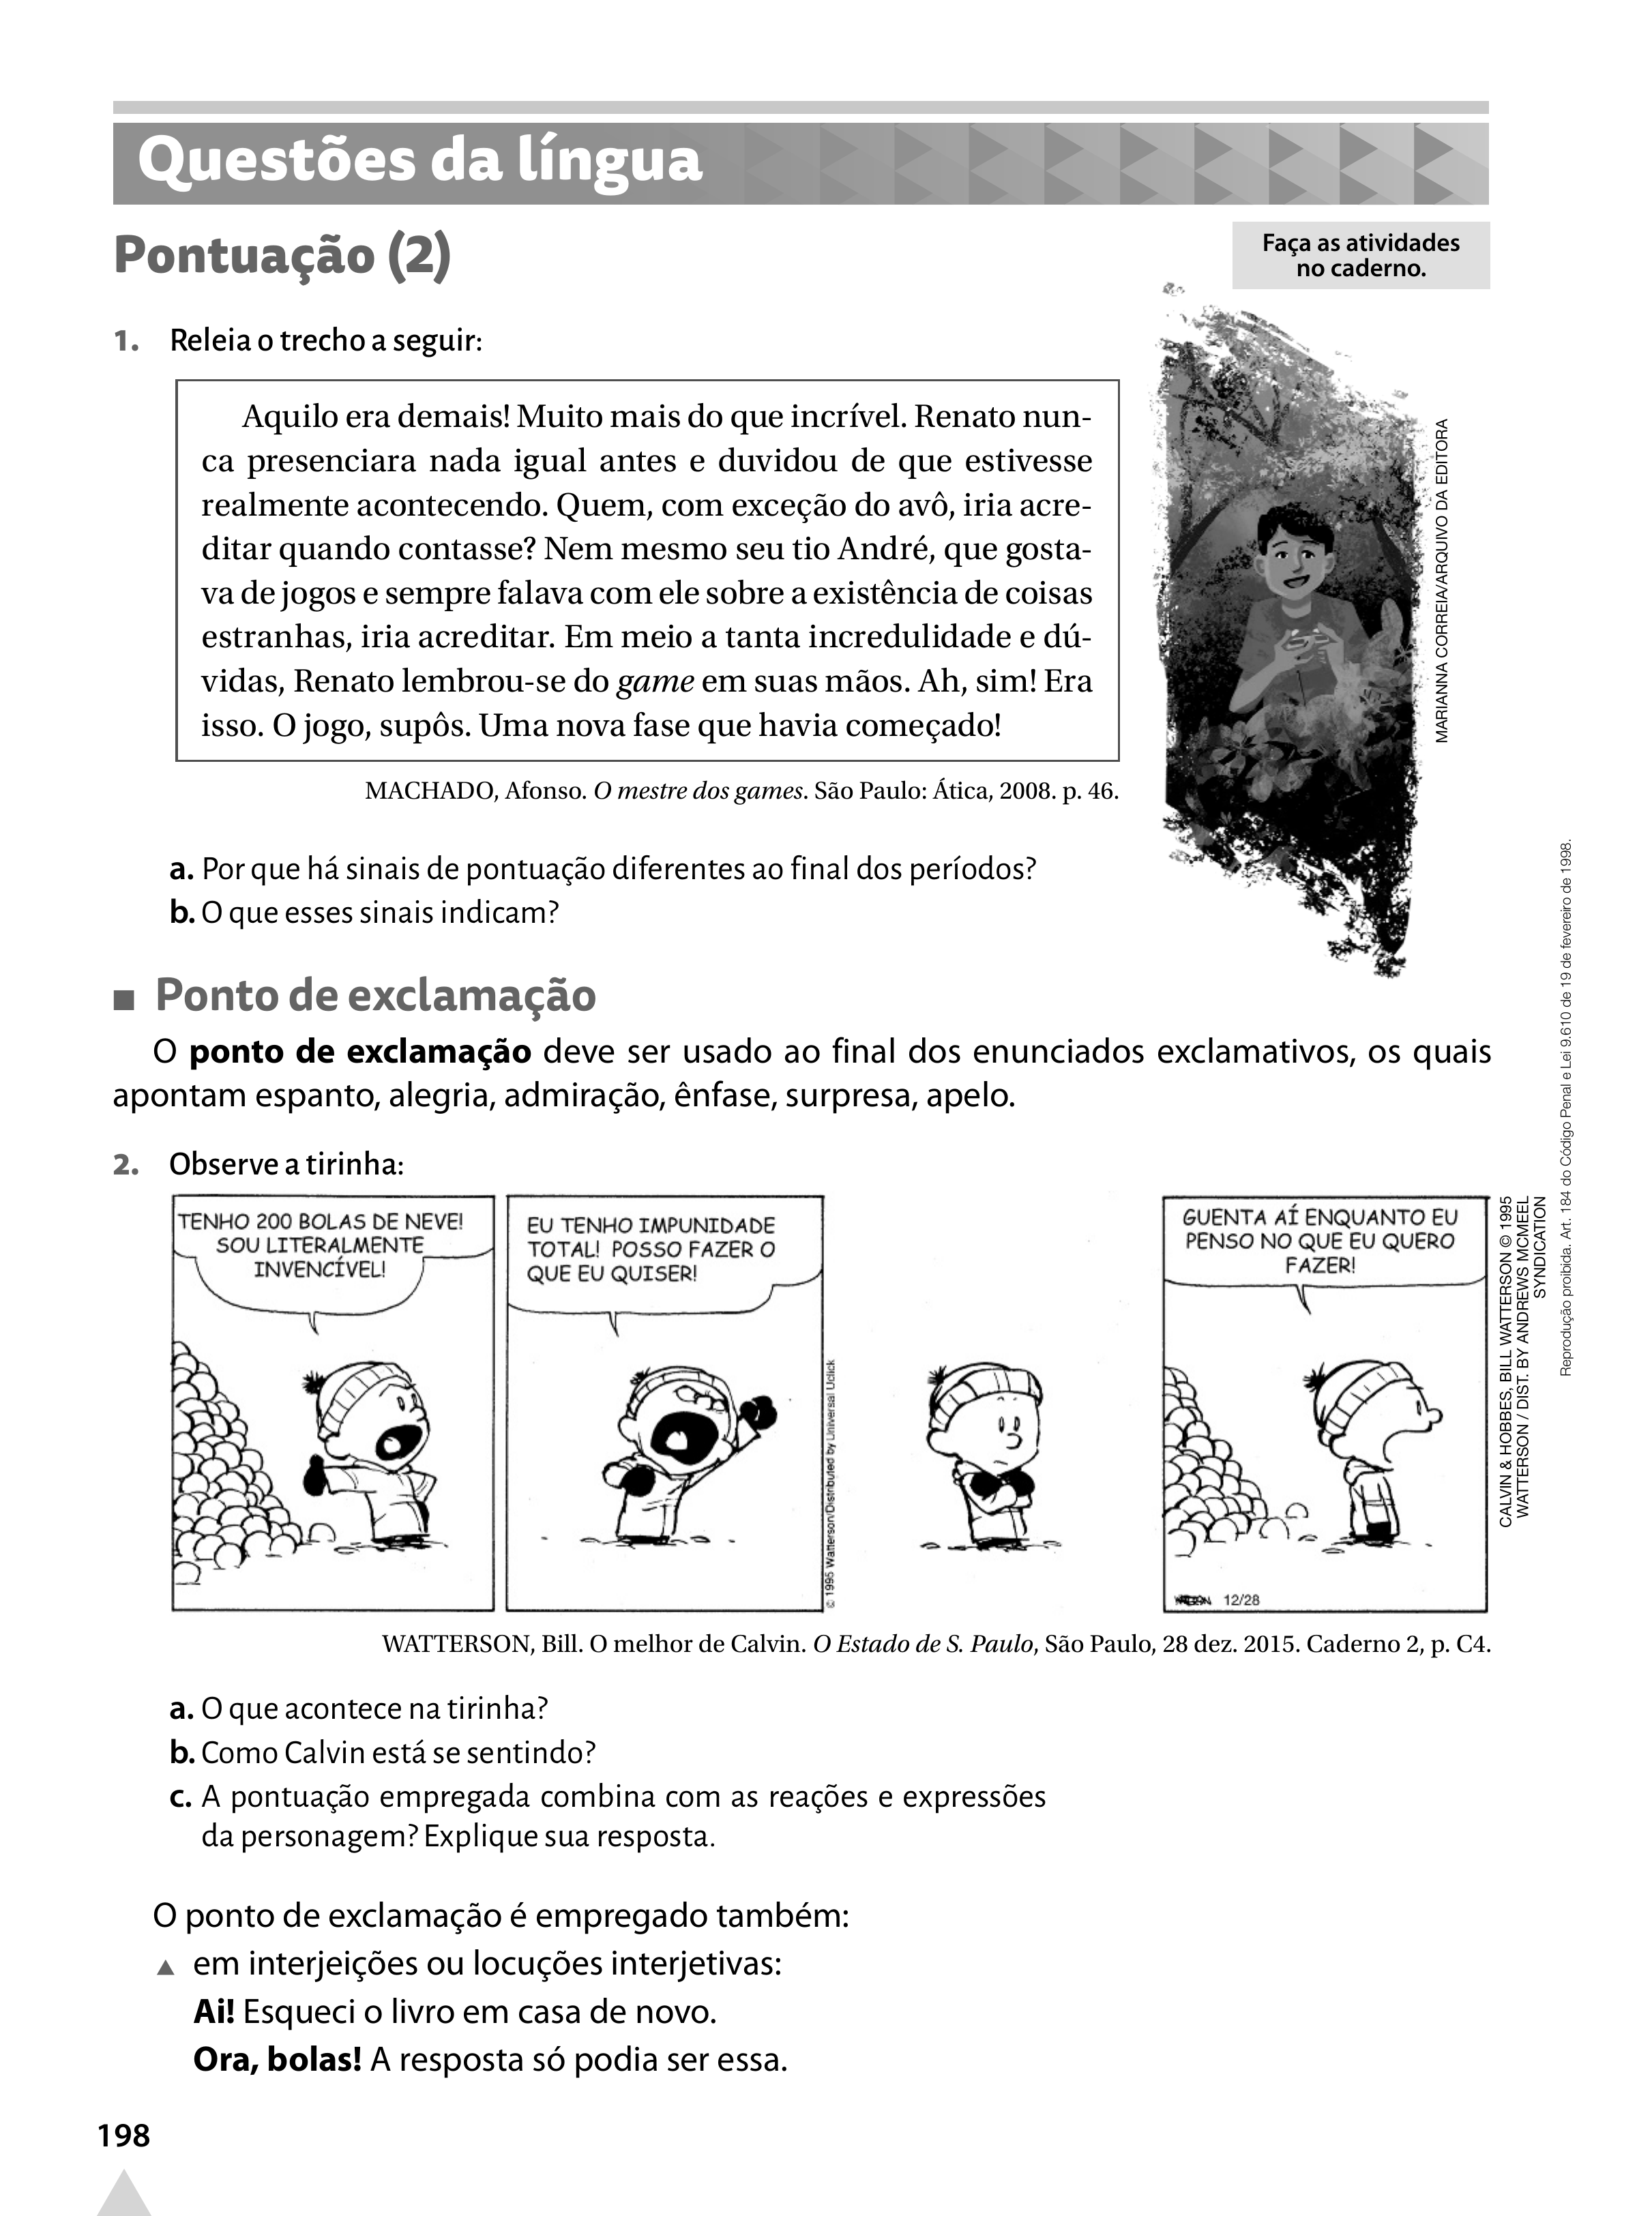 Questões da língua
Pontuação (2)
Faça as atividades
no caderno.
1. Releia o trecho a seguir:
Aquilo era demais! Muito mais do que incrível. Renato nun-
ca presenciara nada igual antes e duvidou de que estivesse
realmente acontecendo. Quem, com exceção do avô, iria acre-
ditar quando contasse? Nem mesmo seu tio André, que gosta-
va de jogos e sempre falava com ele sobre a existência de coisas
estranhas, iria acreditar. Em meio a tanta incredulidade e dú-
vidas, Renato lembrou-se do game em suas mãos. Ah, sim! Era
isso. O jogo, supôs. Uma nova fase que havia começado!
MACHADO, Afonso. O mestre dos games. São Paulo: Ática, 2008. p. 46.
MARIANNA CORREIA/ARQUIVO DA EDITORA
a. Por que há sinais de pontuação diferentes ao final dos períodos?
b. O que esses sinais indicam?
■ Ponto de exclamação
O ponto de exclamação deve ser usado ao final dos enunciados exclamativos, os quais
apontam espanto, alegria, admiração, ênfase, surpresa, apelo.
2. Observe a tirinha:
TENHO 200 BOLAS DE NEVE!
SOU LITERALMENTE
INVENCÍVEL!
EU TENHO IMPUNIDADE
TOTAL! POSSO FAZER O
QUE EU QUISER!
© 1995 Watterson/Distributed by Universal Uclick
GUENTA AÍ ENQUANTO EU
PENSO NO QUE EU QUERO
FAZER!
12/28
CALVIN & HOBBES, BILL WATTERSON © 1995
WATTERSON / DIST. BY ANDREWS MCMEEL
SYNDICATION
WATTERSON, Bill. O melhor de Calvin. O Estado de S. Paulo, São Paulo, 28 dez. 2015. Caderno 2, p. C4.
a. O que acontece na tirinha?
b. Como Calvin está se sentindo?
c. A pontuação empregada combina com as reações e expressões
da personagem? Explique sua resposta.
O ponto de exclamação é empregado também:
▲ em interjeições ou locuções interjetivas:
Ai! Esqueci o livro em casa de novo.
Ora, bolas! A resposta só podia ser essa.
198
Reprodução proibida. Art. 184 do Código Penal e Lei 9.610 de 19 de fevereiro de 1998.